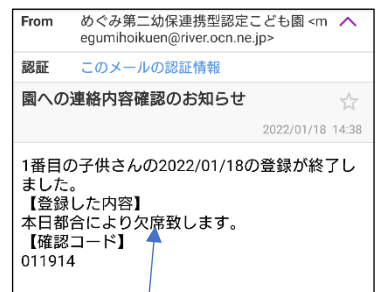 From めぐみ第二幼保連携型認定こども園 <m
egumihoikuen@river.ocn.ne.jp>
認証 このメールの認証情報
園への連絡内容確認のお知らせ
2022/01/18 14:38
1番目の子供さんの2022/01/18の登録が終了し
ました。
【登録した内容】
本日都合により欠席致します。
【確認コード】
011914